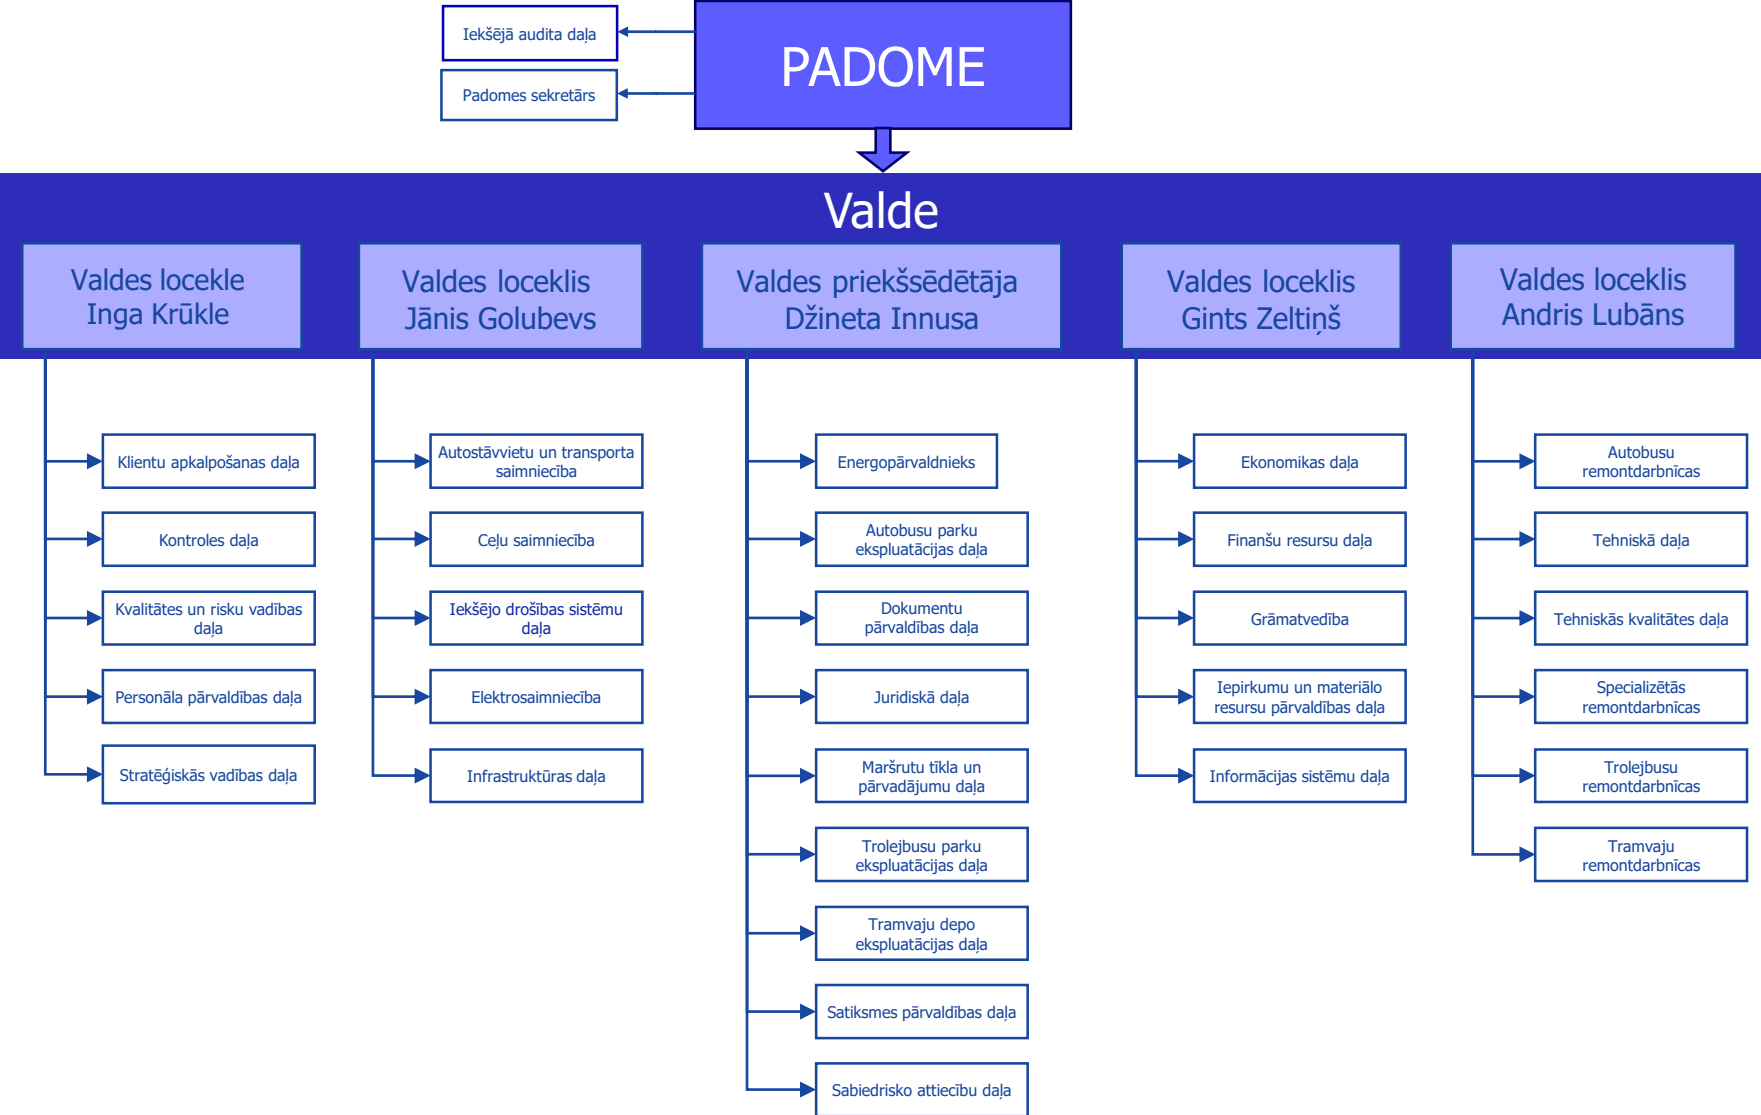 Iekšējā audita daļa
Padomes sekretārs
PADOME
Valde
Valdes locekle
Inga Krūkle
Valdes loceklis
Jānis Golubevs
Valdes priekšsēdētāja
Džineta Innusa
Valdes loceklis
Gints Zeltiņš
Valdes loceklis
Andris Lubāns
Klientu apkalpošanas daļa
Kontroles daļa
Kvalitātes un risku vadības
daļa
Personāla pārvaldības daļa
Stratēģiskās vadības daļa
Autostāvvietu un transporta
saimniecība
Ceļu saimniecība
Iekšējo drošības sistēmu
daļa
Elektrosaimniecība
Infrastruktūras daļa
Energopārvaldnieks
Autobusu parku
ekspluatācijas daļa
Dokumentu
pārvaldības daļa
Juridiskā daļa
Maršrutu tīkla un
pārvadājumu daļa
Trolejbusu parku
ekspluatācijas daļa
Tramvaju depo
ekspluatācijas daļa
Satiksmes pārvaldības daļa
Sabiedrisko attiecību daļa
Ekonomikas daļa
Finanšu resursu daļa
Grāmatvedība
Iepirkumu un materiālo
resursu pārvaldības daļa
Informācijas sistēmu daļa
Autobusu
remontdarbnīcas
Tehniskā daļa
Tehniskās kvalitātes daļa
Specializētās
remontdarbnīcas
Trolejbusu
remontdarbnīcas
Tramvaju
remontdarbnīcas